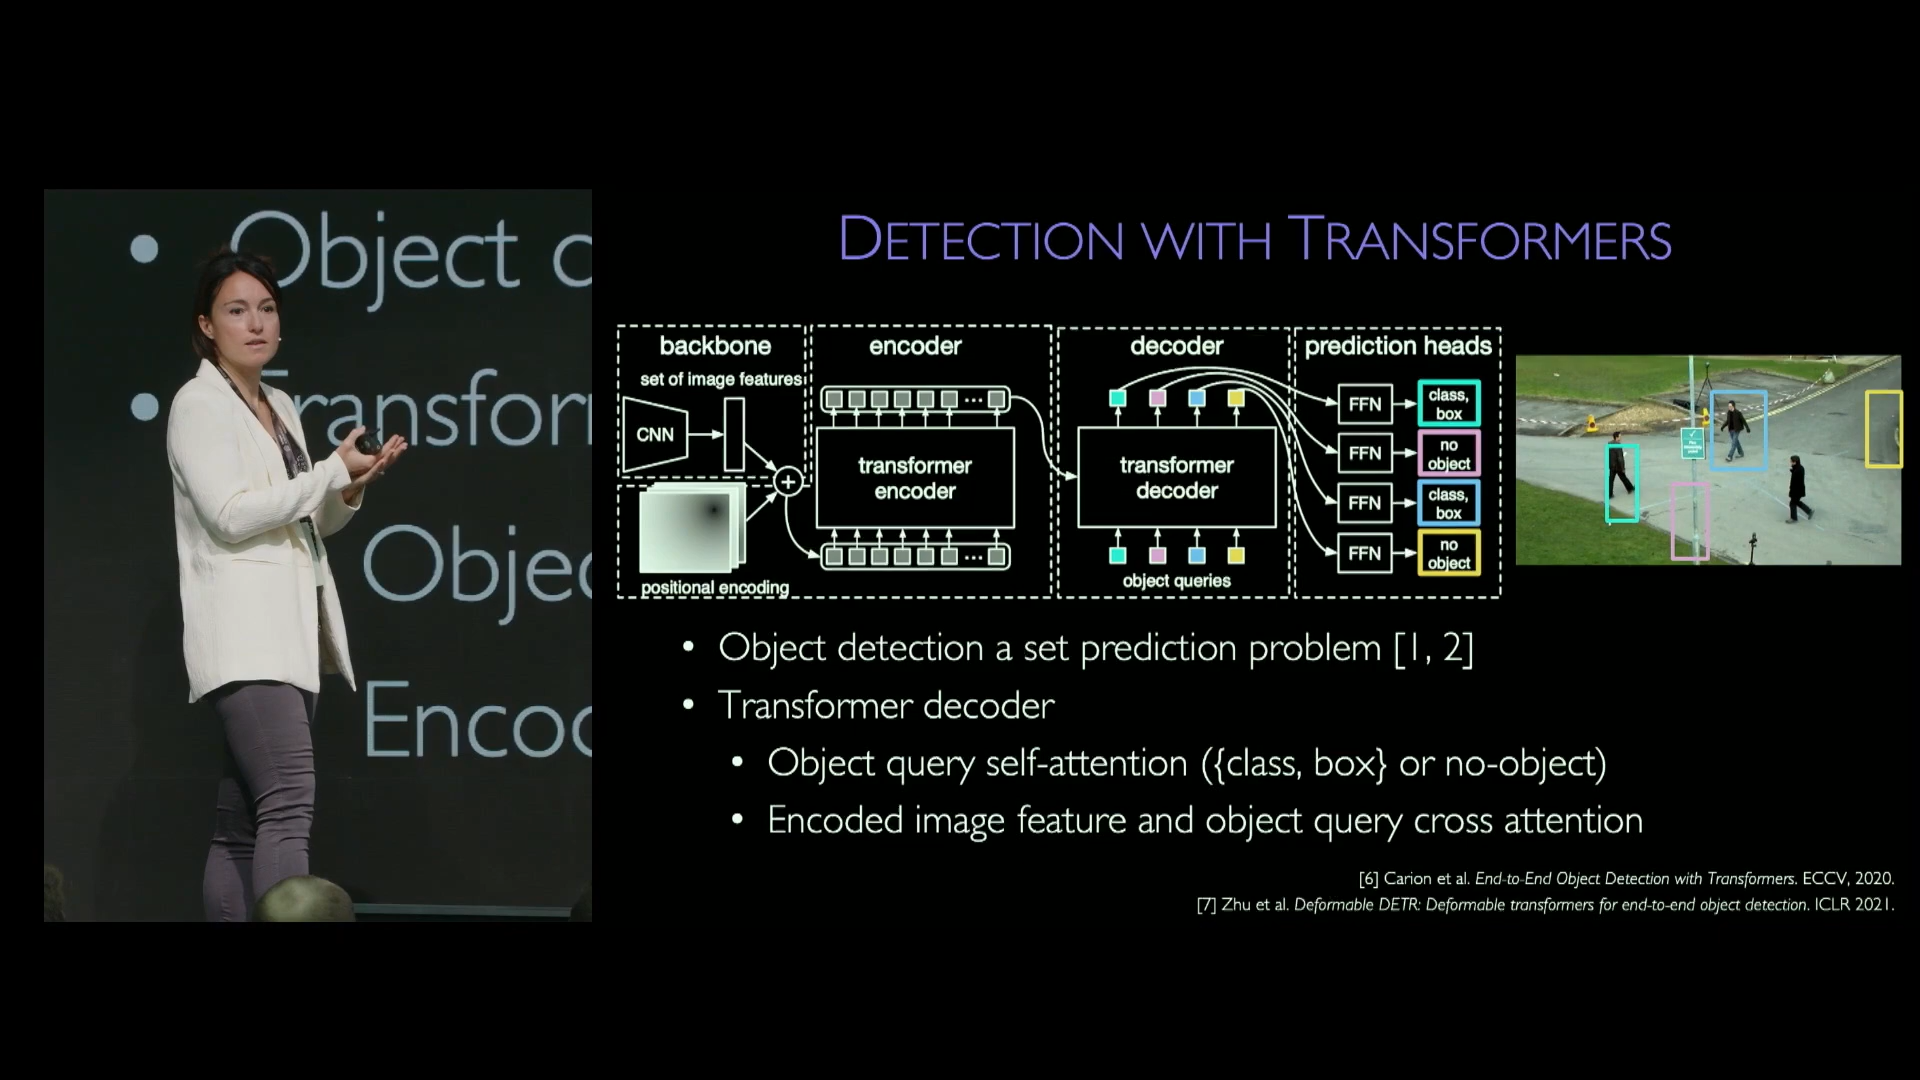 Object
Transfor
Objec
Enco
DETECTION WITH TRANSFORMERS
backbone
set of image features
CNN
+
positional encoding
encoder
...
transformer
encoder
...
decoder
transformer
decoder
object queries
prediction heads
FFN
class,
box
FFN
no
object
FFN
class,
box
FFN
no
object
• Object detection a set prediction problem [1, 2]
• Transformer decoder
• Object query self-attention ({class, box} or no-object)
• Encoded image feature and object query cross attention
[6] Carion et al. End-to-End Object Detection with Transformers. ECCV, 2020.
[7] Zhu et al. Deformable DETR: Deformable transformers for end-to-end object detection. ICLR 2021.